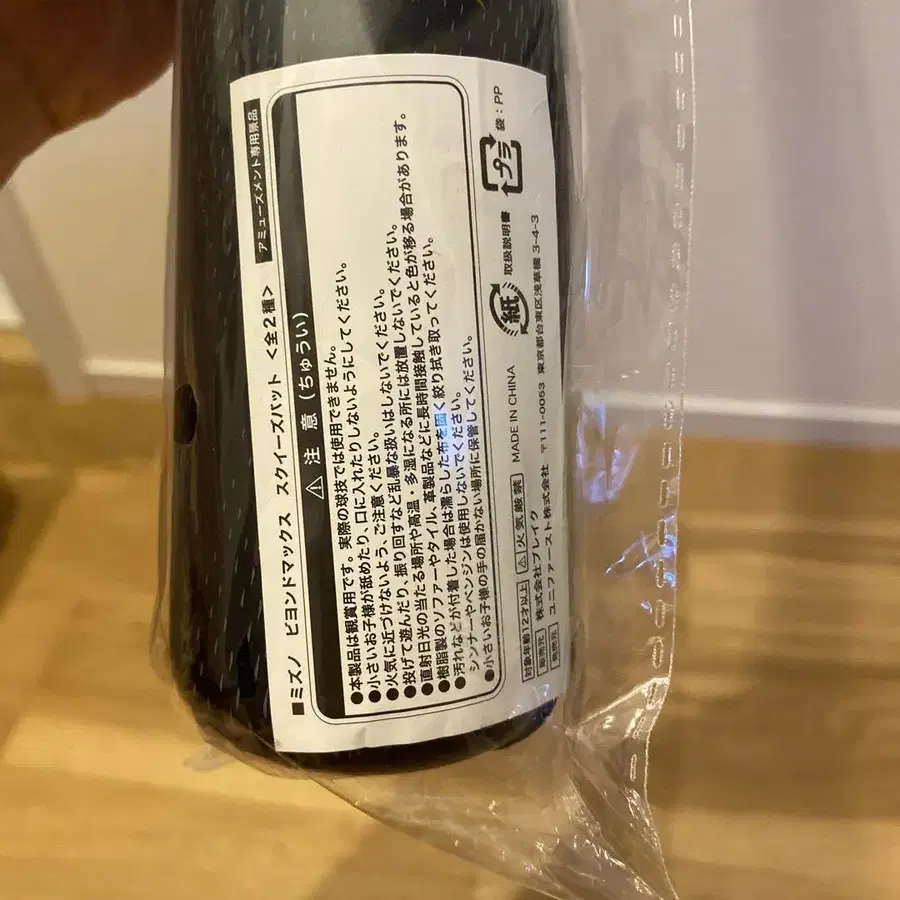 アミューズメント専用景品
■ミズノ ビヨンドマックス スクイーズバット <全2種>
⚠ 注 意 (ちゅうい)
●本製品は観賞用です。実際の球技では使用できません。
●小さいお子様が舐めたり、口に入れたりしないようにしてください。
●火気に近づけないよう、ご注意ください。
●投げて遊んだり、振り回すなど乱暴な扱いはしないでください。
●直射日光の当たる場所や高温・多湿になる所には放置しないでください。
●樹脂製のソファーやタイル、革製品などに長時間接触していると色が移る場合があります。
●汚れなどが付着した場合は濡らした布を固く絞り拭き取ってください。
シンナーやベンジンは使用しないでください。
●小さいお子様の手の届かない場所に保管してください。
対象年齢12才以上 ⚠火気厳禁 MADE IN CHINA
紙 取扱説明書
プラ 袋:PP
販売元 株式会社ブレイク
発売元 ユニファースト株式会社 〒111-0053 東京都台東区浅草橋 3-4-3